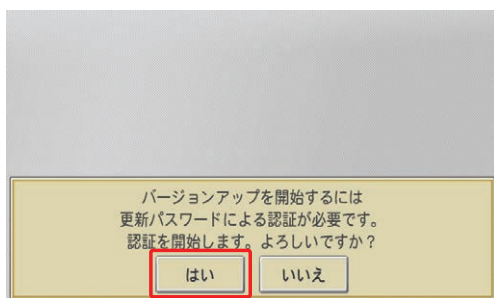 バージョンアップを開始するには
更新パスワードによる認証が必要です。
認証を開始します。よろしいですか？
はい いいえ